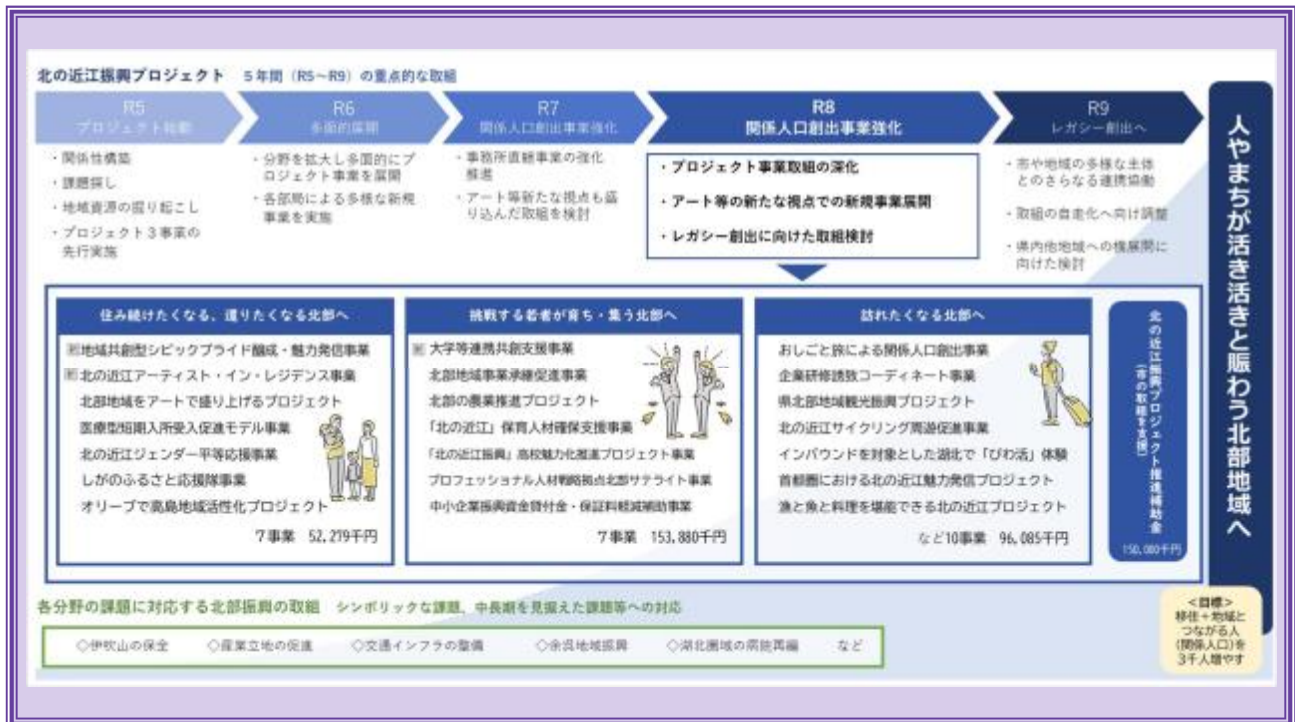 北の近江振興プロジェクト 5年間（R5～R9）の重点的な取組
R5
プロジェクト始動
・関係性構築
・課題探し
・地域資源の掘り起こし
・プロジェクト3事業の
先行実施
R6
多面的展開
・分野を拡大し多面的にプ
ロジェクト事業を展開
・各部局による多様な新規
事業を実施
R7
関係人口創出事業強化
・事務所直轄事業の強化
推進
・アート等新たな視点も盛
り込んだ取組を検討
R8
関係人口創出事業強化
・プロジェクト事業取組の深化
・アート等の新たな視点での新規事業展開
・レガシー創出に向けた取組検討
R9
レガシー創出へ
・市や地域の多様な主体
とのさらなる連携協働
・取組の自走化へ向け調整
・県内他地域への横展開に
向けた検討
人やまちが活き活きと賑わう北部地域へ
住み続けたくなる、還りたくなる北部へ
地域共創型シビックプライド醸成・魅力発信事業
北の近江アーティスト・イン・レジデンス事業
北部地域をアートで盛り上げるプロジェクト
医療型短期入所受入促進モデル事業
北の近江ジェンダー平等応援事業
しがのふるさと応援隊事業
オリーブで高島地域活性化プロジェクト
7事業 52,279千円
挑戦する若者が育ち・集う北部へ
大学等連携共創支援事業
北部地域事業承継促進事業
北部の農業推進プロジェクト
「北の近江」保育人材確保支援事業
「北の近江振興」高校魅力化推進プロジェクト事業
プロフェッショナル人材戦略拠点北部サテライト事業
中小企業振興資金貸付金・保証料軽減補助事業
7事業 153,880千円
訪れたくなる北部へ
おしごと旅による関係人口創出事業
企業研修誘致コーディネート事業
県北部地域観光振興プロジェクト
北の近江サイクリング周遊促進事業
インバウンドを対象とした湖北で「びわ活」体験
首都圏における北の近江魅力発信プロジェクト
漁と魚と料理を堪能できる北の近江プロジェクト
など10事業 96,085千円
北の近江振興プロジェクト推進補助金
（市の取組を支援）
150,000千円
各分野の課題に対応する北部振興の取組 シンボリックな課題、中長期を見据えた課題等への対応
◇伊吹山の保全 ◇産業立地の促進 ◇交通インフラの整備 ◇余呉地域振興 ◇湖北圏域の病院再編 など
＜目標＞
移住＋地域と
つながる人
(関係人口)を
3千人増やす